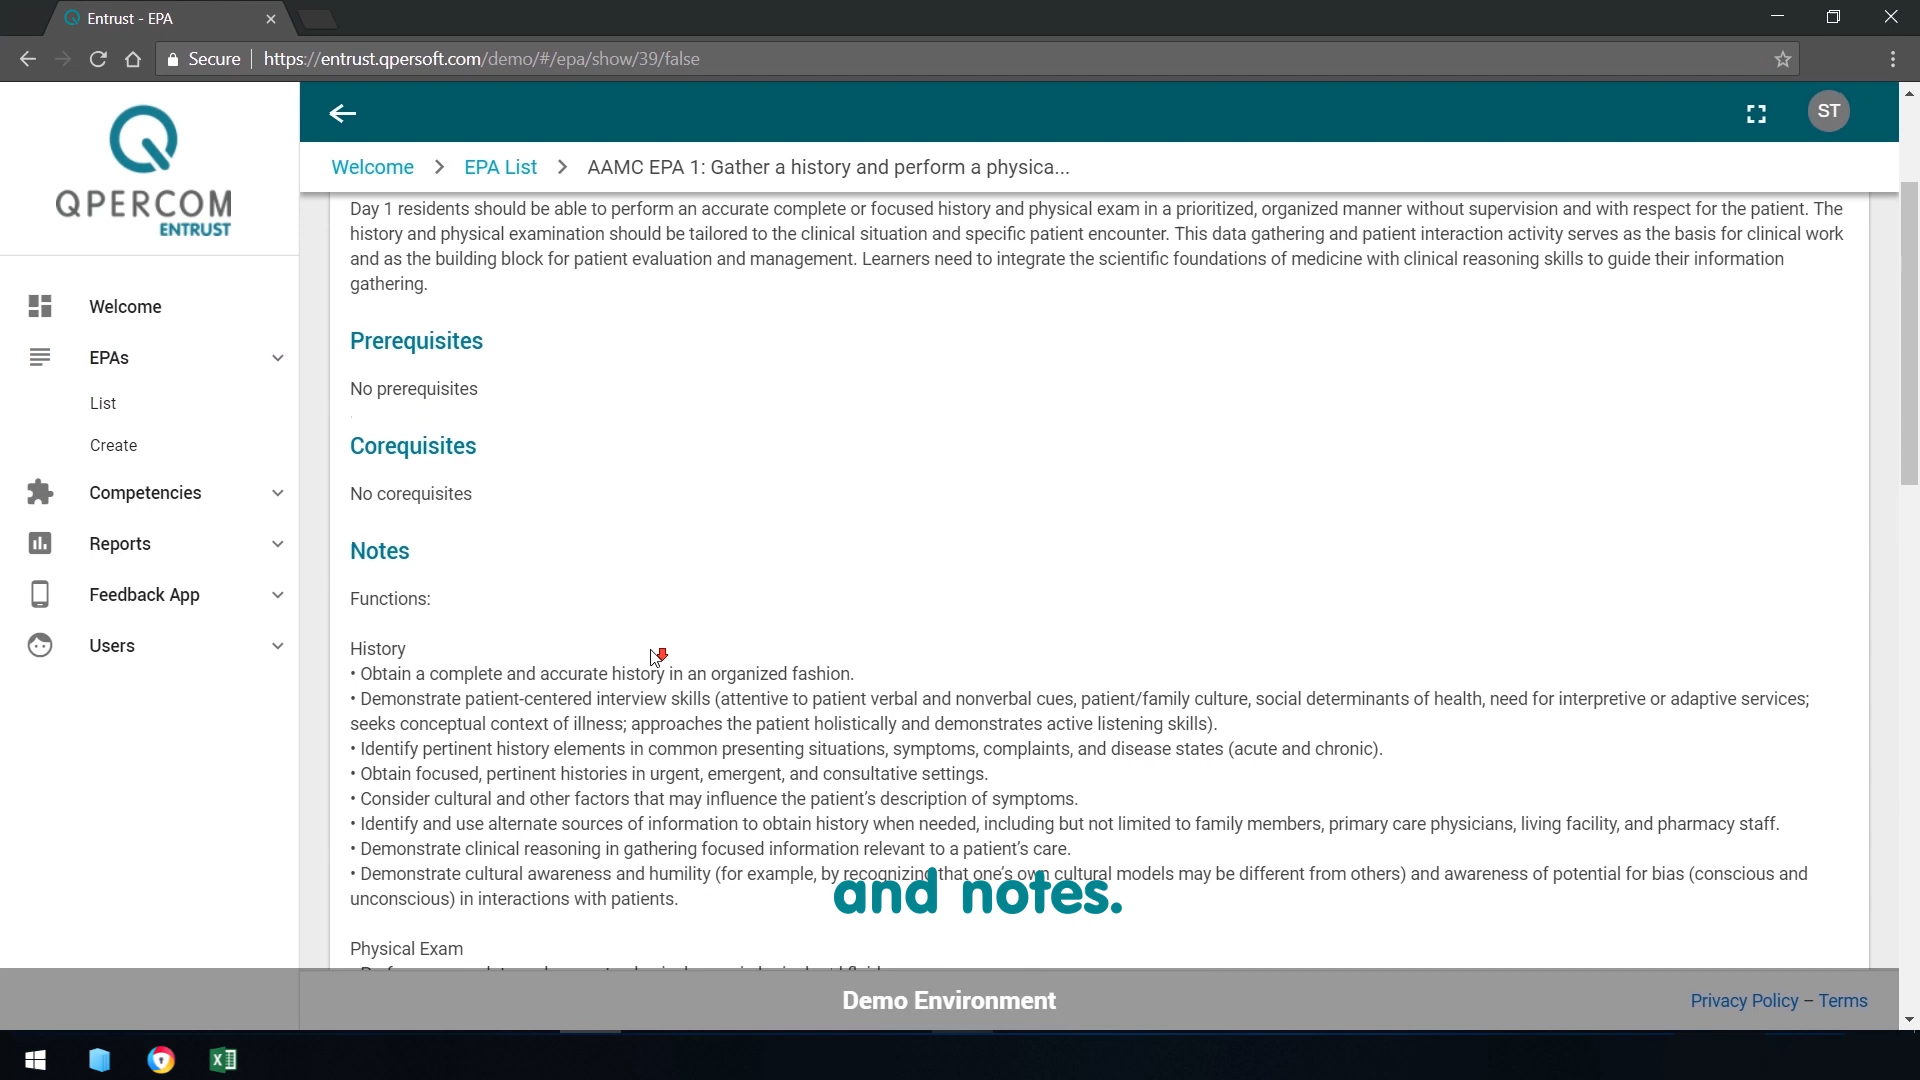 Entrust - EPA
Secure
https://entrust.qpersoft.com/demo/#/epa/show/39/false
QPERCOM
ENTRUST
ST
Welcome > EPA List > AAMC EPA 1: Gather a history and perform a physica...
Welcome
EPAs
List
Create
Competencies
Reports
Feedback App
Users
Day 1 residents should be able to perform an accurate complete or focused history and physical exam in a prioritized, organized manner without supervision and with respect for the patient. The
history and physical examination should be tailored to the clinical situation and specific patient encounter. This data gathering and patient interaction activity serves as the basis for clinical work
and as the building block for patient evaluation and management. Learners need to integrate the scientific foundations of medicine with clinical reasoning skills to guide their information
gathering.
Prerequisites
No prerequisites
Corequisites
No corequisites
Notes
Functions:
History
• Obtain a complete and accurate history in an organized fashion.
• Demonstrate patient-centered interview skills (attentive to patient verbal and nonverbal cues, patient/family culture, social determinants of health, need for interpretive or adaptive services;
seeks conceptual context of illness; approaches the patient holistically and demonstrates active listening skills).
• Identify pertinent history elements in common presenting situations, symptoms, complaints, and disease states (acute and chronic).
• Obtain focused, pertinent histories in urgent, emergent, and consultative settings.
• Consider cultural and other factors that may influence the patient's description of symptoms.
• Identify and use alternate sources of information to obtain history when needed, including but not limited to family members, primary care physicians, living facility, and pharmacy staff.
• Demonstrate clinical reasoning in gathering focused information relevant to a patient's care.
• Demonstrate cultural awareness and humility (for example, by recognizing that one's own cultural models may be different from others) and awareness of potential for bias (conscious and
unconscious) in interactions with patients.
and notes.
Physical Exam
Demo Environment
Privacy Policy – Terms